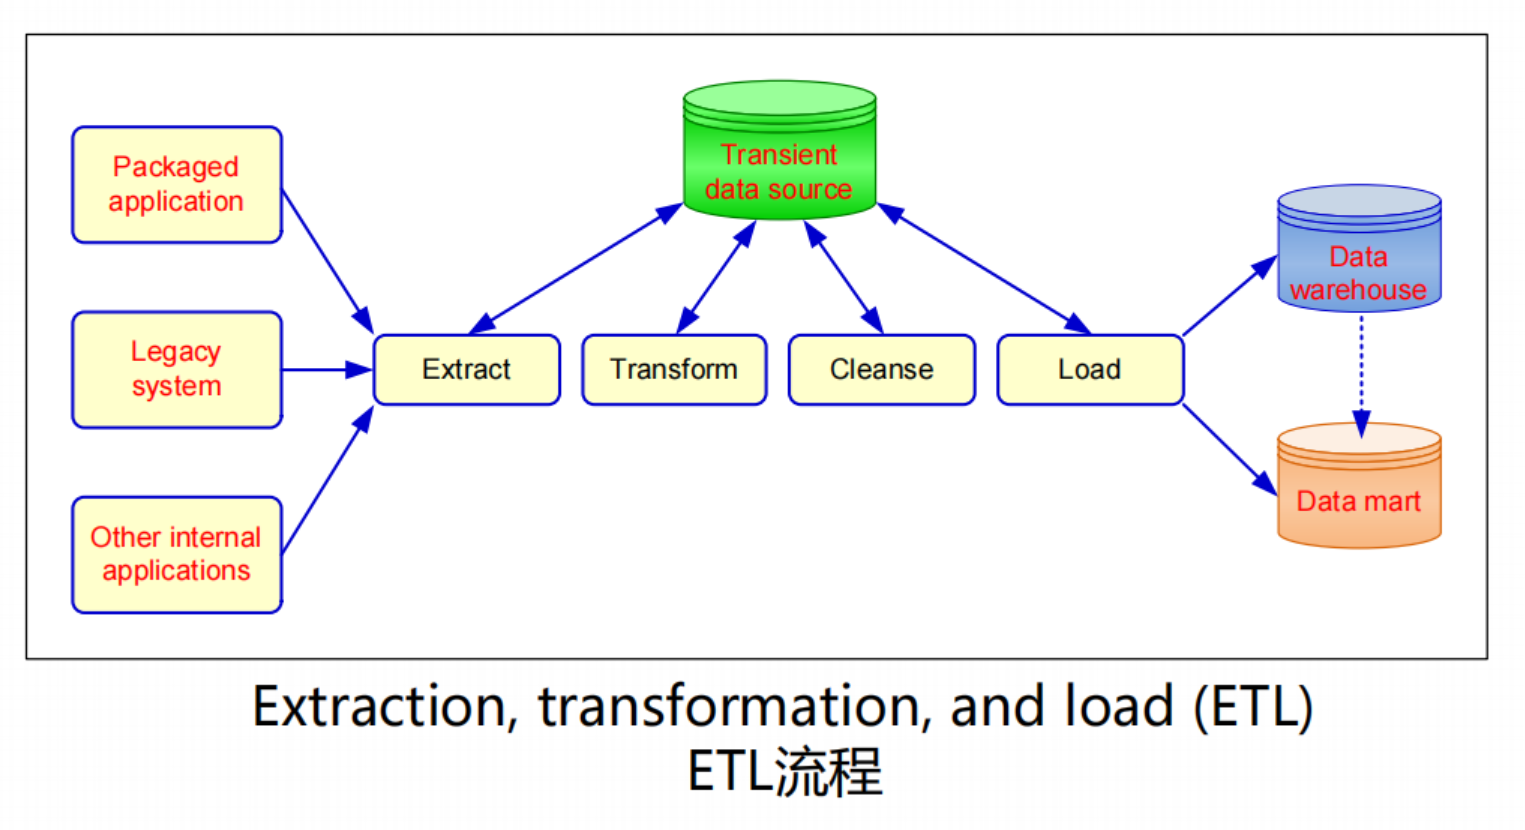 Transient
data source
Packaged
application
Data
warehouse
Legacy
system
Extract
Transform
Cleanse
Load
Data mart
Other internal
applications
Extraction, transformation, and load (ETL)
ETL流程